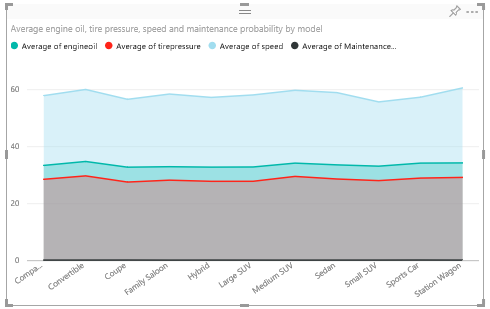 Average engine oil, tire pressure, speed and maintenance probability by model
Average of engineoil Average of tirepressure Average of speed Average of Maintenance...
60
40
20
0
Compa... Convertible Coupe Family Saloon Hybrid Large SUV Medium SUV Sedan Small SUV Sports Car Station Wagon